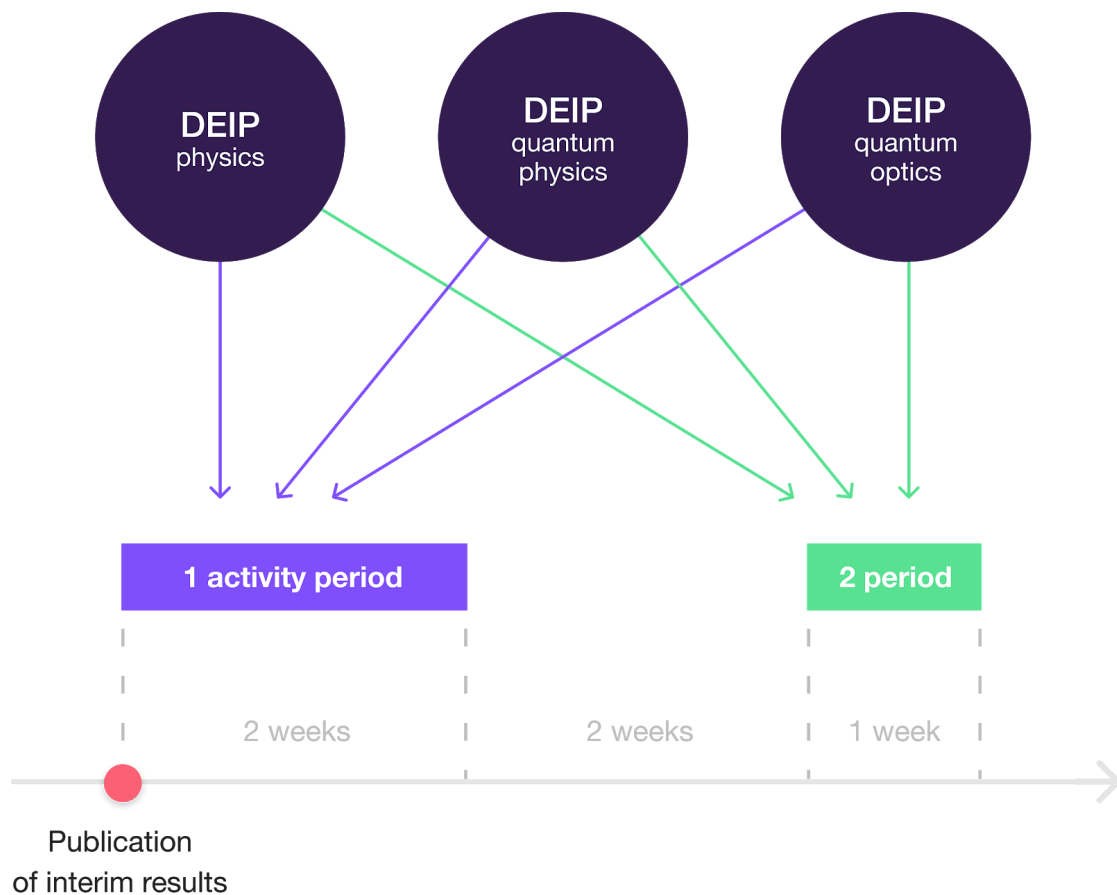 DEIP
physics
DEIP
quantum
physics
DEIP
quantum
optics
1 activity period
2 period
2 weeks
2 weeks
1 week
Publication
of interim results